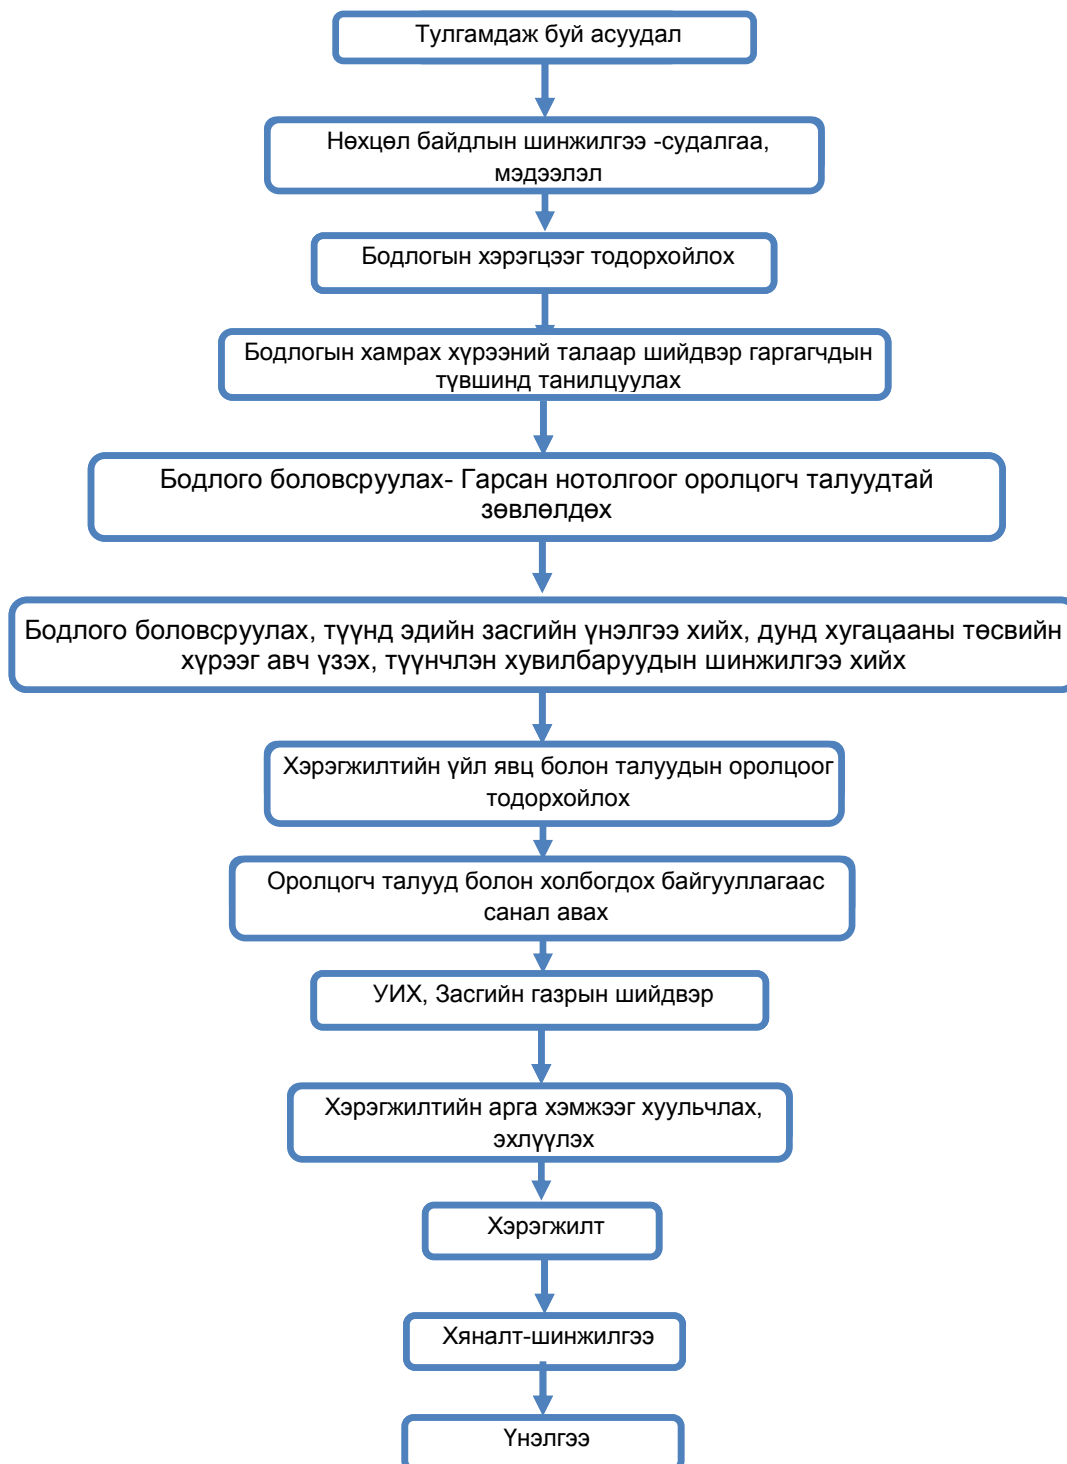 Тулгамдаж буй асуудал
Нөхцөл байдлын шинжилгээ -судалгаа,
мэдээлэл
Бодлогын хэрэгцээг тодорхойлох
Бодлогын хамрах хүрээний талаар шийдвэр гаргагчдын
түвшинд танилцуулах
Бодлого боловсруулах- Гарсан нотолгоог оролцогч талуудтай
зөвлөлдөх
Бодлого боловсруулах, түүнд эдийн засгийн үнэлгээ хийх, дунд хугацааны төсвийн
хүрээг авч үзэх, түүнчлэн хувилбаруудын шинжилгээ хийх
Хэрэгжилтийн үйл явц болон талуудын оролцоог
тодорхойлох
Оролцогч талууд болон холбогдох байгууллагаас
санал авах
УИХ, Засгийн газрын шийдвэр
Хэрэгжилтийн арга хэмжээг хуульчлах,
эхлүүлэх
Хэрэгжилт
Хяналт-шинжилгээ
Үнэлгээ